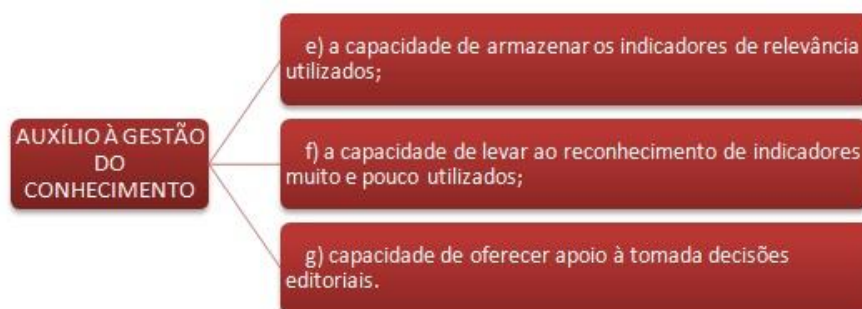 AUXÍLIO À GESTÃO
DO
CONHECIMENTO
e) a capacidade de armazenar os indicadores de relevância
utilizados;
f) a capacidade de levar ao reconhecimento de indicadores
muito e pouco utilizados;
g) capacidade de oferecer apoio à tomada decisões
editoriais.